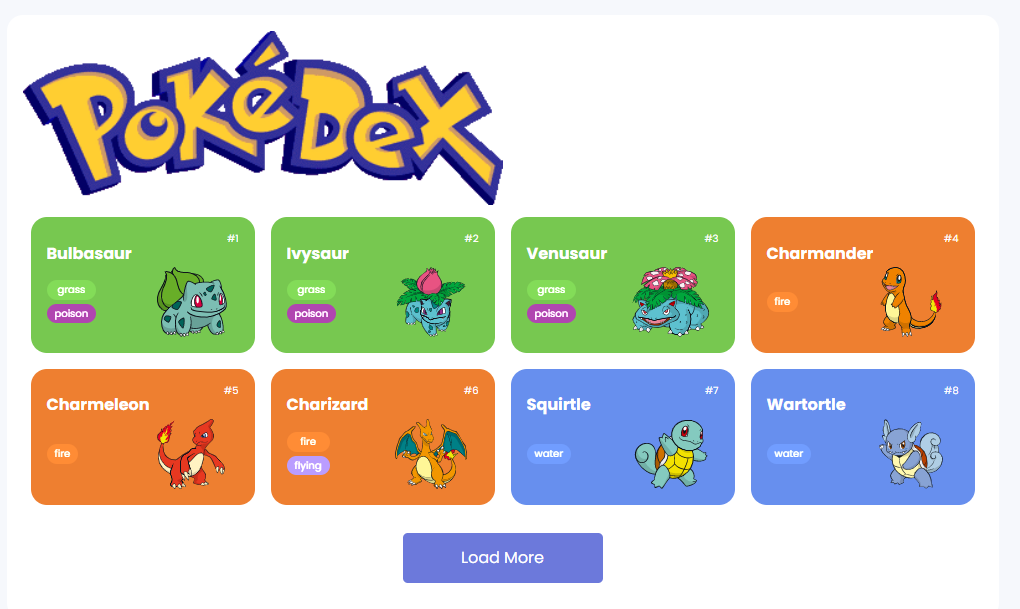 PokéDex
#1
Bulbasaur
grass
poison
#2
Ivysaur
grass
poison
#3
Venusaur
grass
poison
#4
Charmander
fire
#5
Charmeleon
fire
#6
Charizard
fire
flying
#7
Squirtle
water
#8
Wartortle
water
Load More